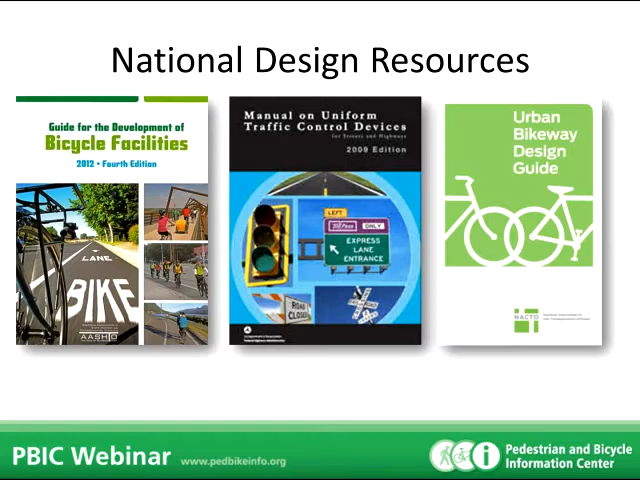 National Design Resources
Guide for the Development of
Bicycle Facilities
2012 • Fourth Edition
LANE
BIKE
AASHTO
Manual on Uniform
Traffic Control Devices
for Streets and Highways
2009 Edition
LEFT
ONLY
EXPRESS
LANE
ENTRANCE
ROAD
CLOSED
Urban
Bikeway
Design
Guide
NACTO
PBIC Webinar
www.pedbikeinfo.org
Pedestrian and Bicycle
Information Center